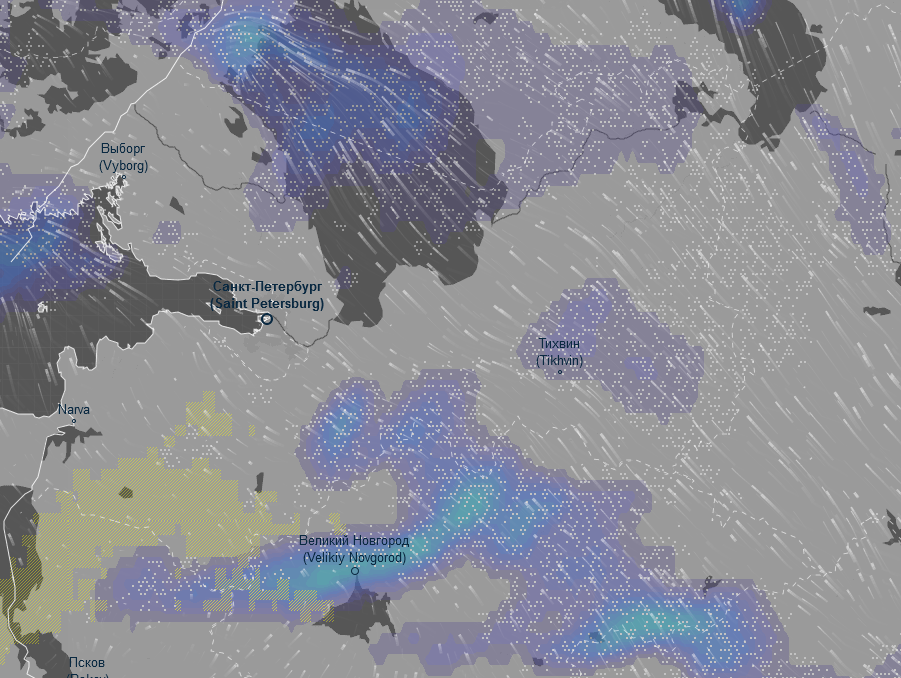 Выборг
(Vyborg)
Санкт-Петербург
(Saint Petersburg)
Тихвин
(Tikhvin)
Narva
Великий Новгород
(Velikiy Novgorod)
Псков